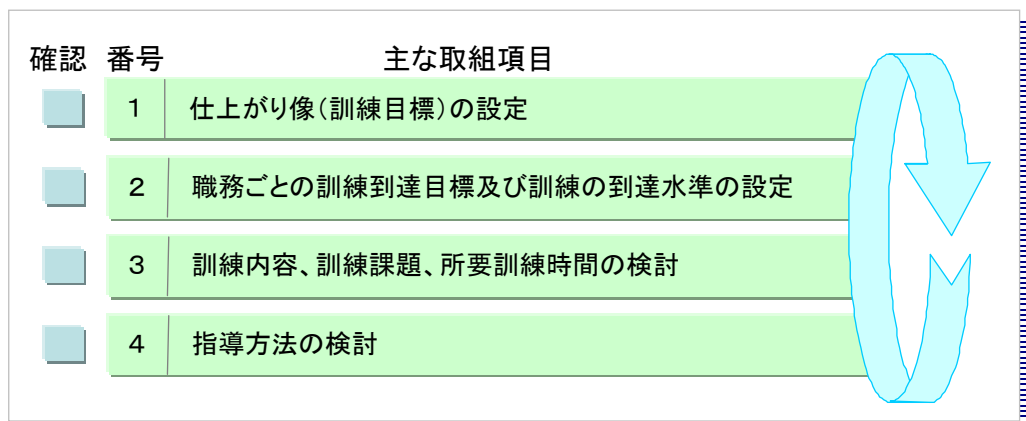 確認 番号 主な取組項目
1 仕上がり像(訓練目標)の設定
2 職務ごとの訓練到達目標及び訓練の到達水準の設定
3 訓練内容、訓練課題、所要訓練時間の検討
4 指導方法の検討